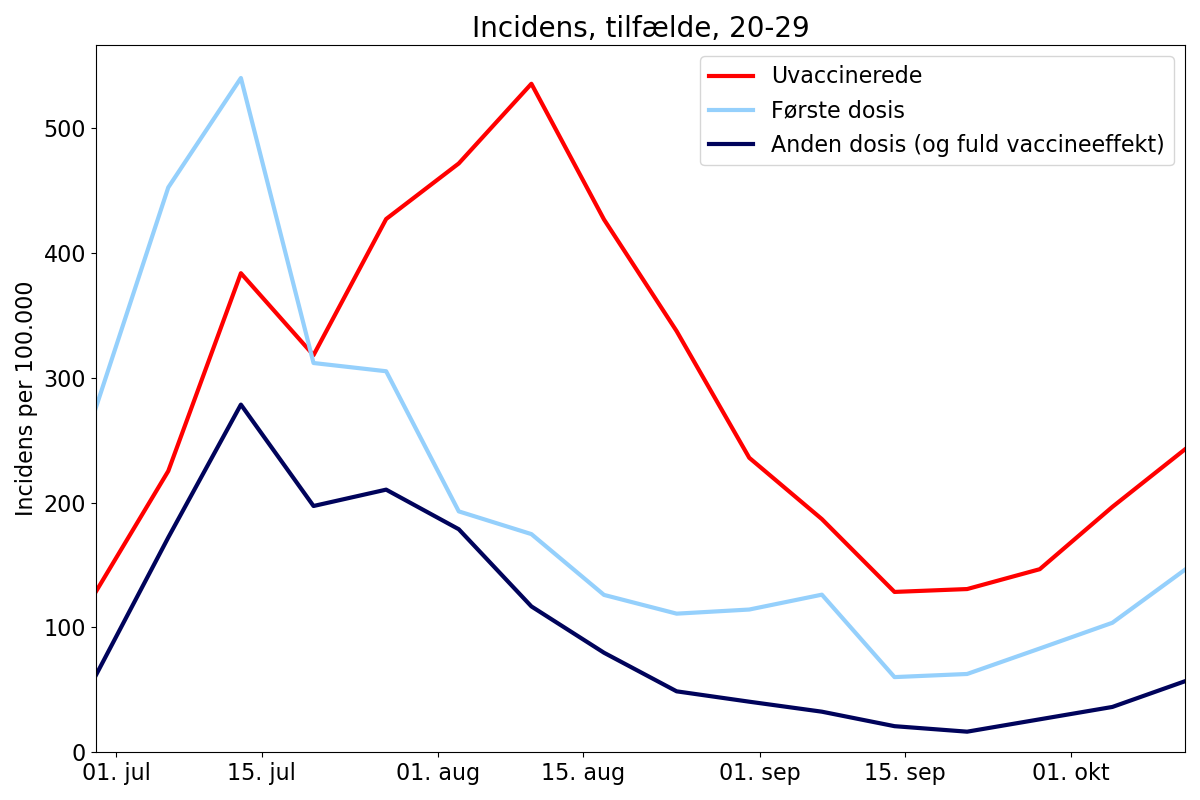 Incidens, tilfælde, 20-29
Uvaccinerede
Første dosis
Anden dosis (og fuld vaccineeffekt)
Incidens per 100.000
500
400
300
200
100
0
01. jul
15. jul
01. aug
15. aug
01. sep
15. sep
01. okt